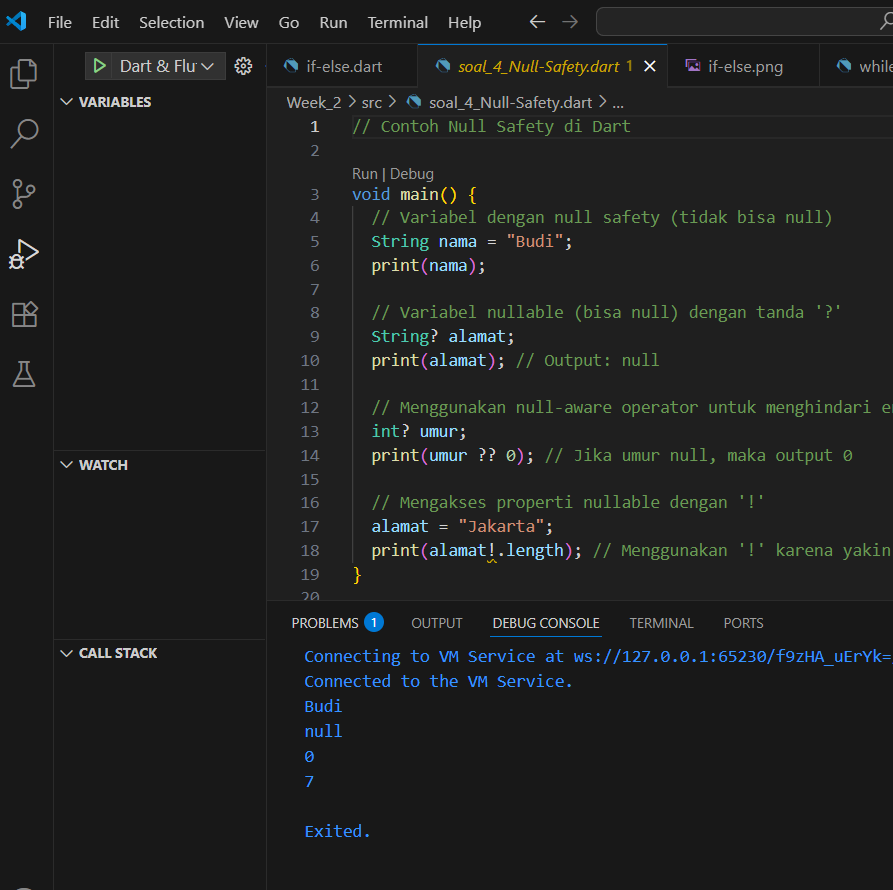 File Edit Selection View Go Run Terminal Help
Dart & Flu
if-else.dart
soal_4_Null-Safety.dart 1
if-else.png
while
VARIABLES
Week_2 > src > soal_4_Null-Safety.dart > ...
1 // Contoh Null Safety di Dart
2
Run | Debug
3 void main() {
4 // Variabel dengan null safety (tidak bisa null)
5 String nama = "Budi";
6 print(nama);
7
8 // Variabel nullable (bisa null) dengan tanda '?'
9 String? alamat;
10 print(alamat); // Output: null
11
12 // Menggunakan null-aware operator untuk menghindari e
13 int? umur;
14 print(umur ?? 0); // Jika umur null, maka output 0
15
16 // Mengakses properti nullable dengan '!'
17 alamat = "Jakarta";
18 print(alamat!.length); // Menggunakan '!' karena yakin
19 }
20
WATCH
CALL STACK
PROBLEMS 1 OUTPUT DEBUG CONSOLE TERMINAL PORTS
Connecting to VM Service at ws://127.0.0.1:65230/f9zHA_uErYk=
Connected to the VM Service.
Budi
null
0
7
Exited.